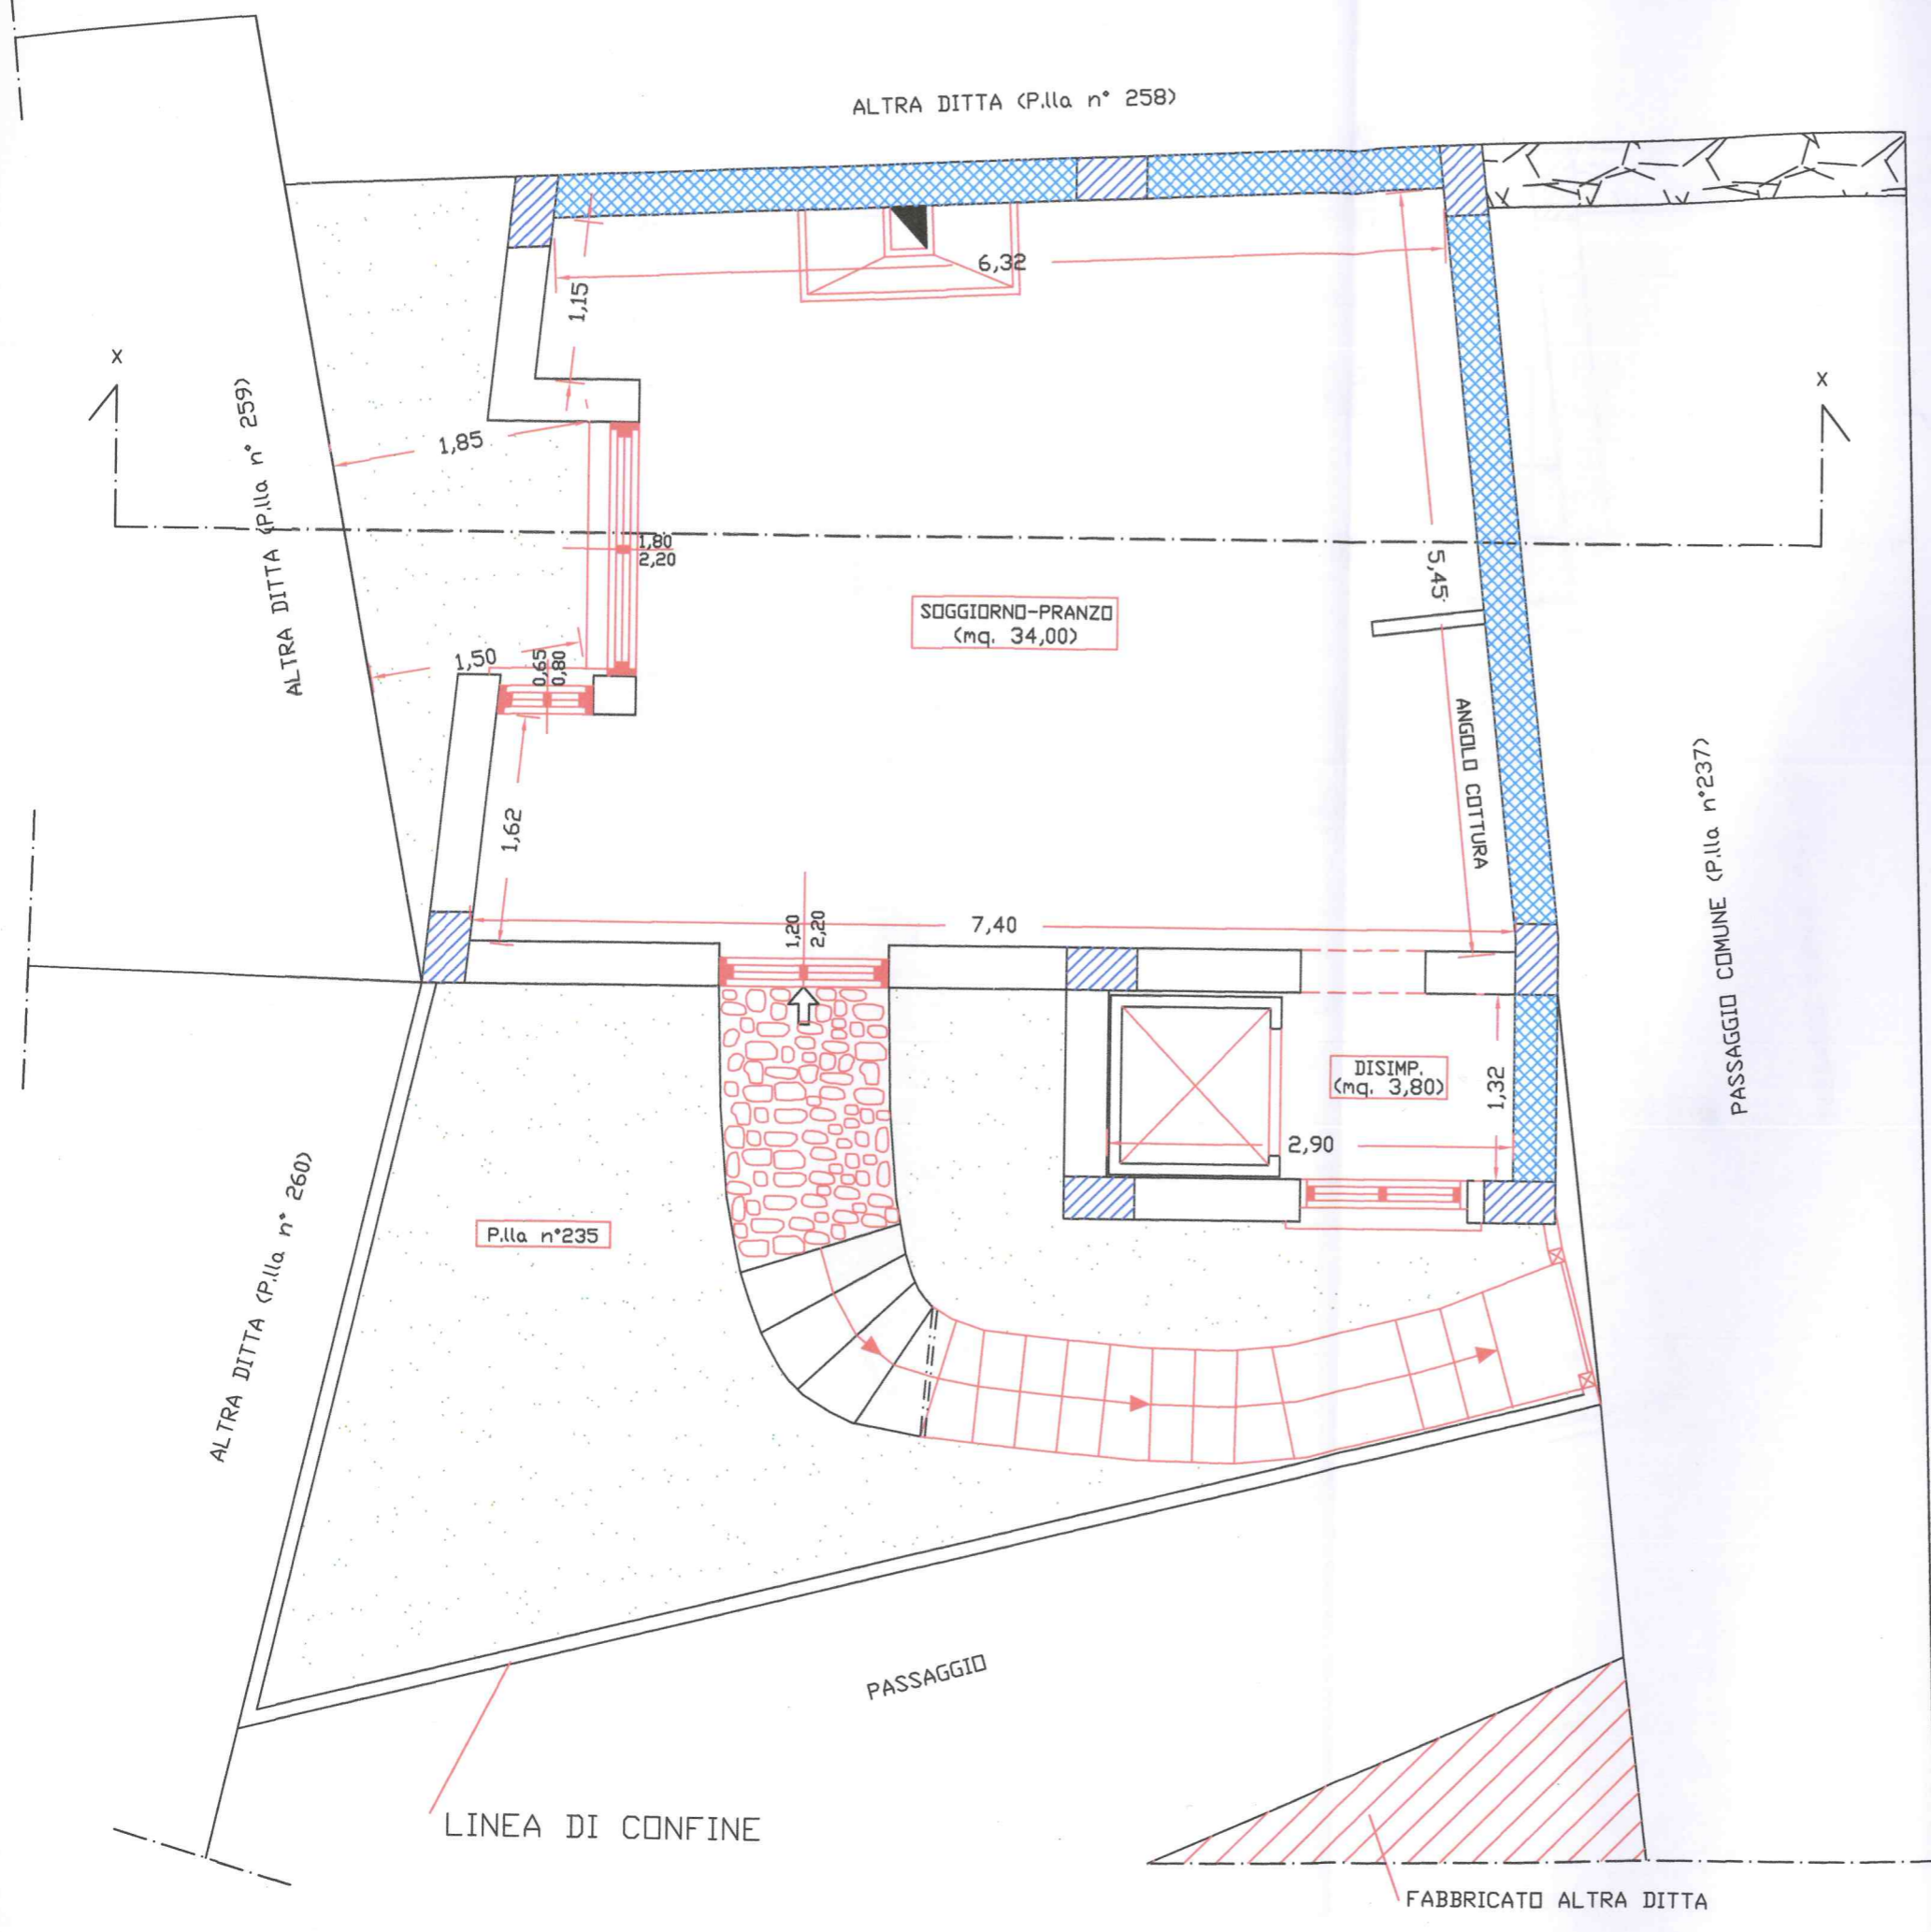 ALTRA DITTA (P.lla n° 258)
6,32
1,15
x
x
ALTRA DITTA (P.lla n° 259)
1,85
1,80
2,20
5,45
SOGGIORNO-PRANZO
(mq. 34,00)
1,50
0,65
0,80
ANGOLO COTTURA
1,62
PASSAGGIO COMUNE (P.lla n°237)
1,20
2,20
7,40
DISIMP.
(mq. 3,80)
1,32
2,90
ALTRA DITTA (P.lla n° 260)
P.lla n°235
PASSAGGIO
LINEA DI CONFINE
FABBRICATO ALTRA DITTA